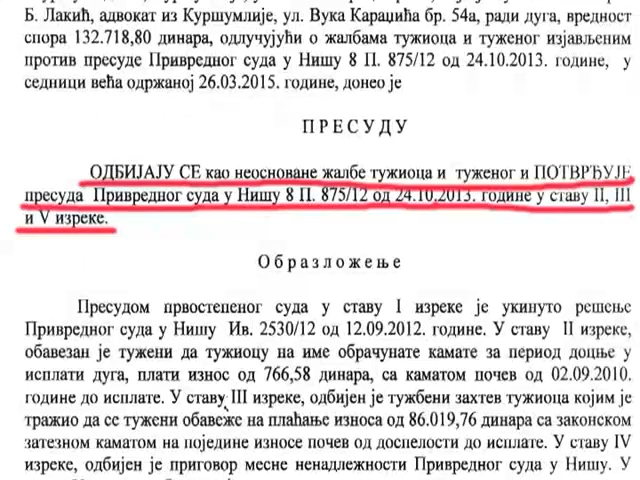 Б. Лакић, адвокат из Куршумлије, ул. Вука Караџића бр. 54а, ради дуга, вредност
спора 132.718,80 динара, одлучујући о жалбама тужиоца и туженог изјављеним
против пресуде Привредног суда у Нишу 8 П. 875/12 од 24.10.2013. године, у
седници већа одржаној 26.03.2015. године, донео је
П Р Е С У Д У
ОДБИЈАЈУ СЕ као неосноване жалбе тужиоца и туженог и ПОТВРЂУЈЕ
пресуда Привредног суда у Нишу 8 П. 875/12 од 24.10.2013. године у ставу II, III
и V изреке.
О б р а з л о ж е њ е
Пресудом првостепеног суда у ставу I изреке је укинуто решење
Привредног суда у Нишу Ив. 2530/12 од 12.09.2012. године. У ставу II изреке,
обавезан је тужени да тужиоцу на име обрачунате камате за период доцње у
исплати дуга, плати износ од 766,58 динара, са каматом почев од 02.09.2010.
године до исплате. У ставу III изреке, одбијен је тужбени захтев тужиоца којим је
тражио да се тужени обавеже на плаћање износа од 86.019,76 динара са законском
затезном каматом на поједине износе почев од доспелости до исплате. У ставу IV
изреке, одбијен је приговор месне ненадлежности Привредног суда у Нишу. У